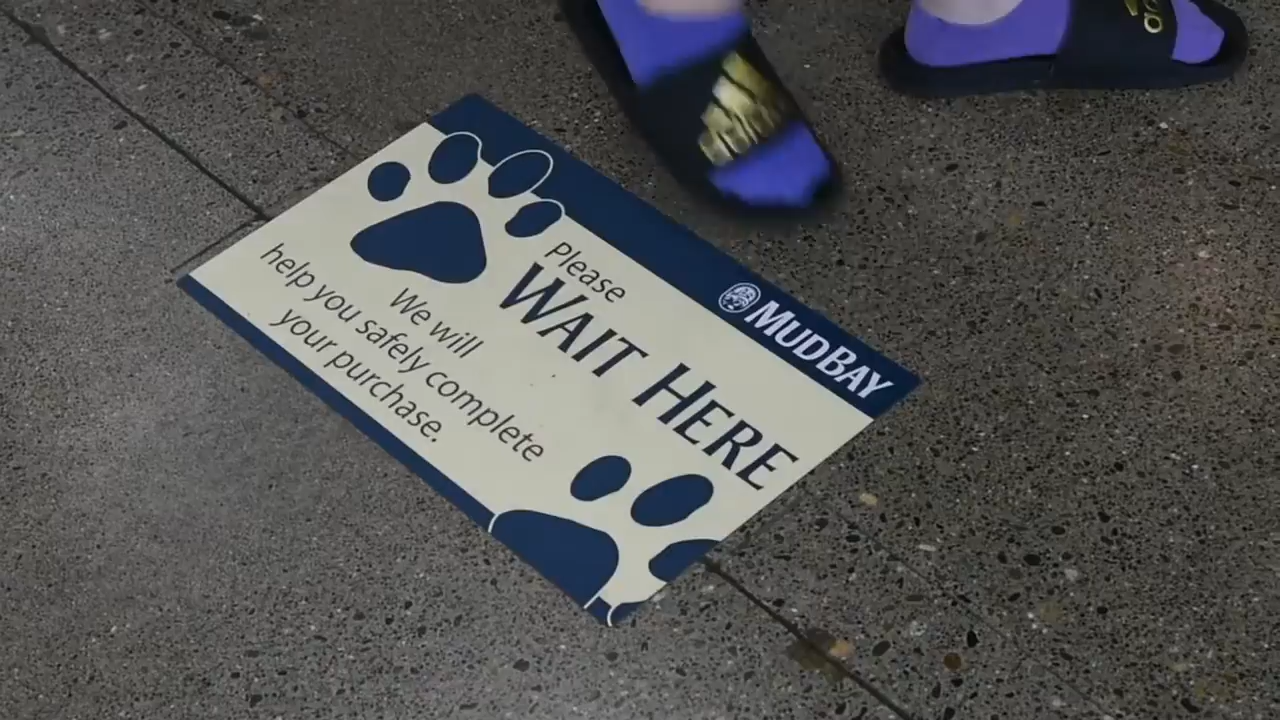 MUDBAY
Please
WAIT HERE
We will
help you safely complete
your purchase.